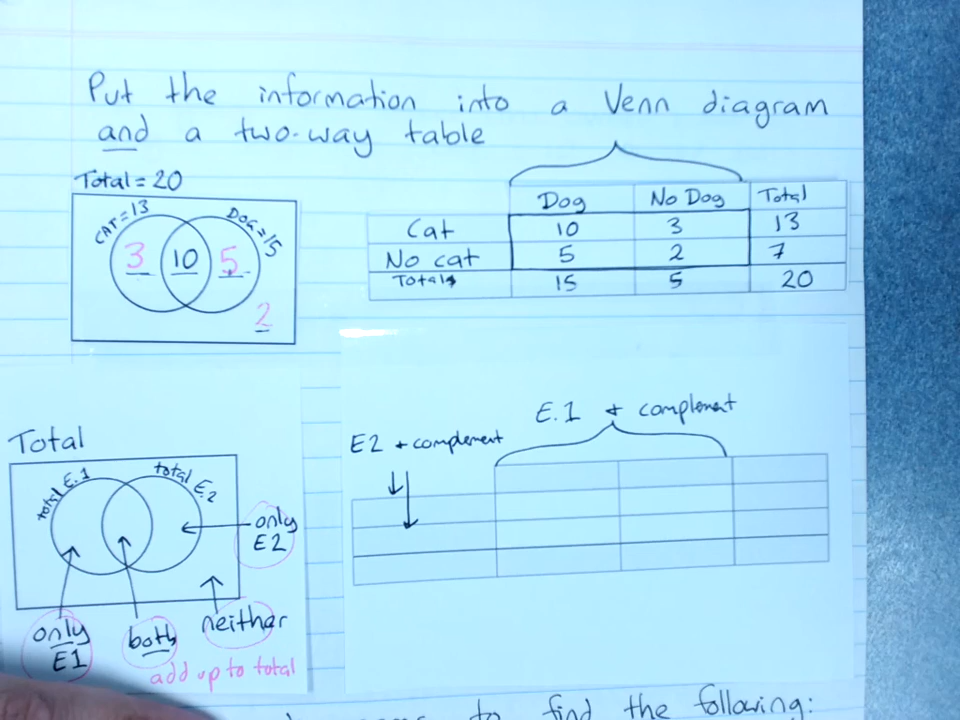 Put the information into a Venn diagram
and a two-way table
Total = 20
CAT = 13
DOG = 15
3 10 5
2
Dog No Dog Total
Cat 10 3 13
No cat 5 2 7
Totals 15 5 20
Total
total E.1
total E.2
only
E2
only
E1
both
neither
add up to total
E.1 + complement
E2 + complement
to find the following: